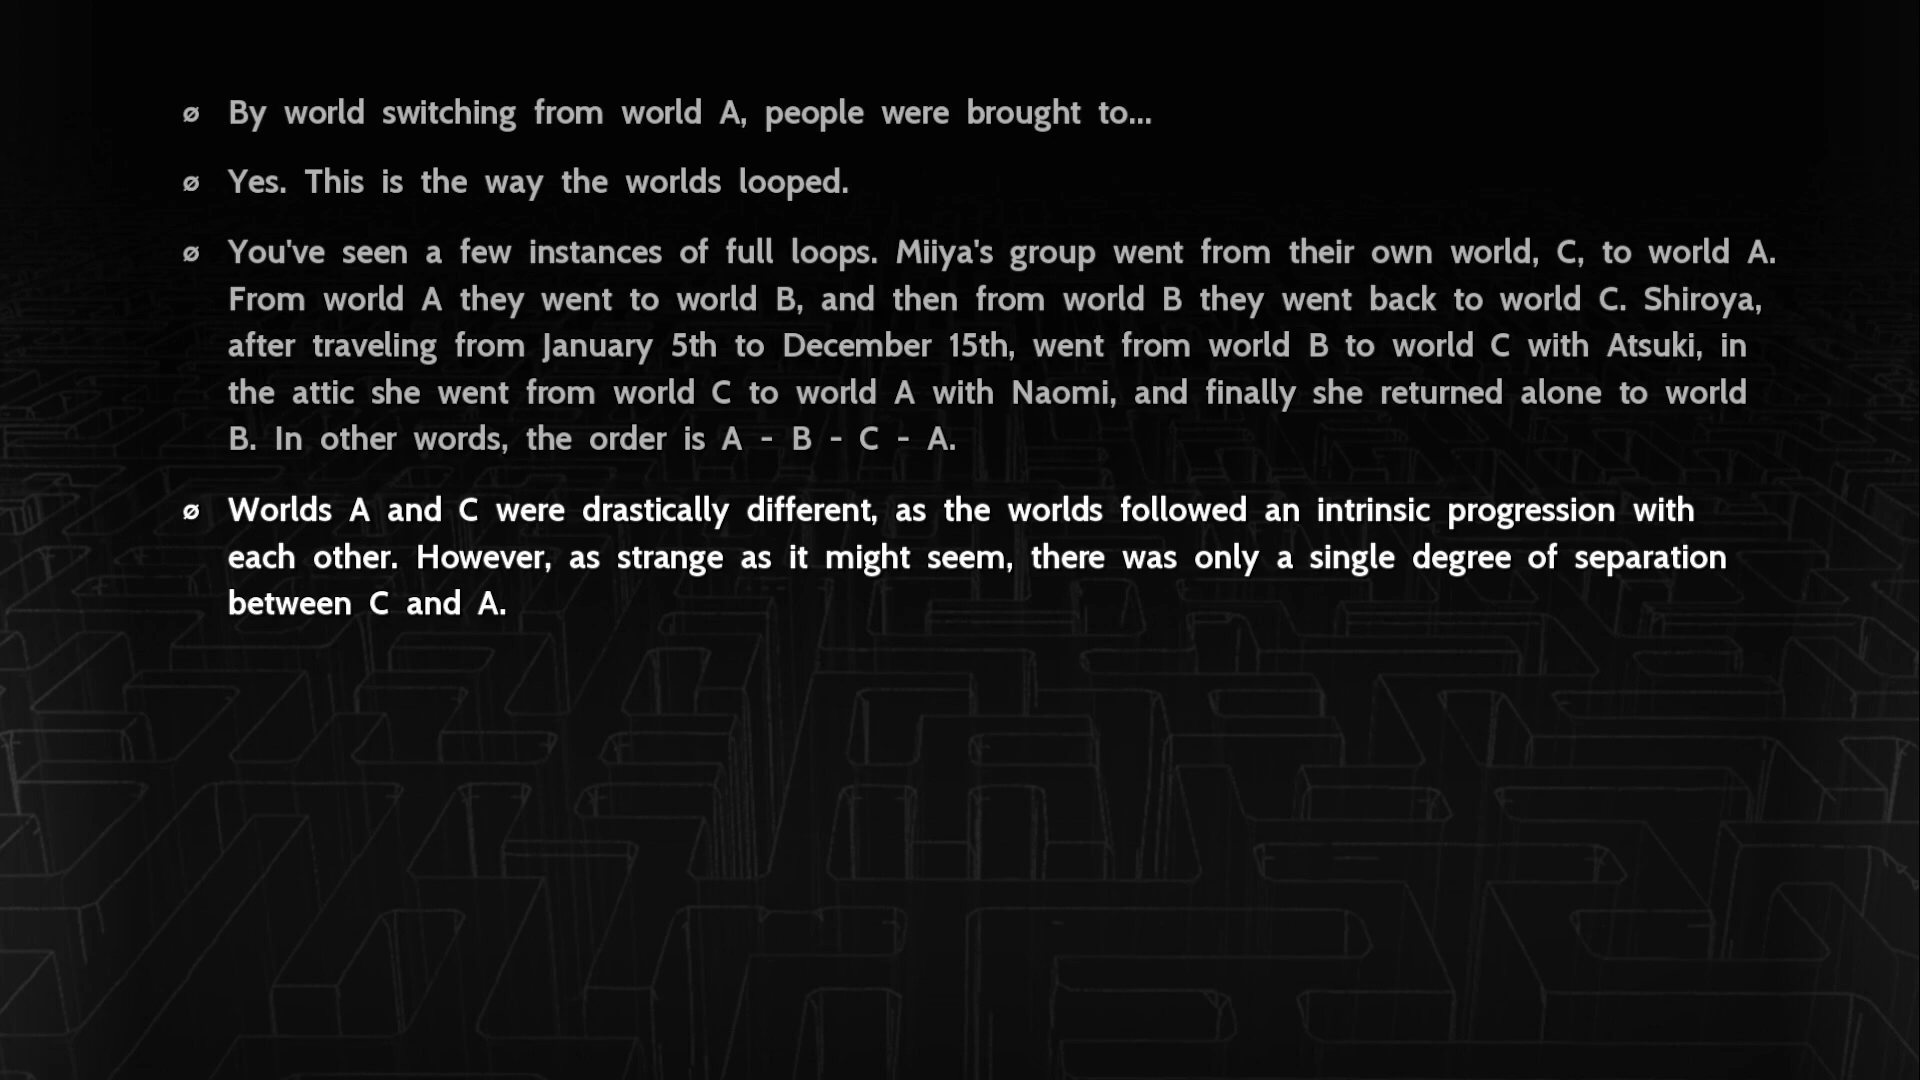 ø By world switching from world A, people were brought to...
ø Yes. This is the way the worlds looped.
ø You've seen a few instances of full loops. Miiya's group went from their own world, C, to world A.
From world A they went to world B, and then from world B they went back to world C. Shiroya,
after traveling from January 5th to December 15th, went from world B to world C with Atsuki, in
the attic she went from world C to world A with Naomi, and finally she returned alone to world
B. In other words, the order is A - B - C - A.
ø Worlds A and C were drastically different, as the worlds followed an intrinsic progression with
each other. However, as strange as it might seem, there was only a single degree of separation
between C and A.